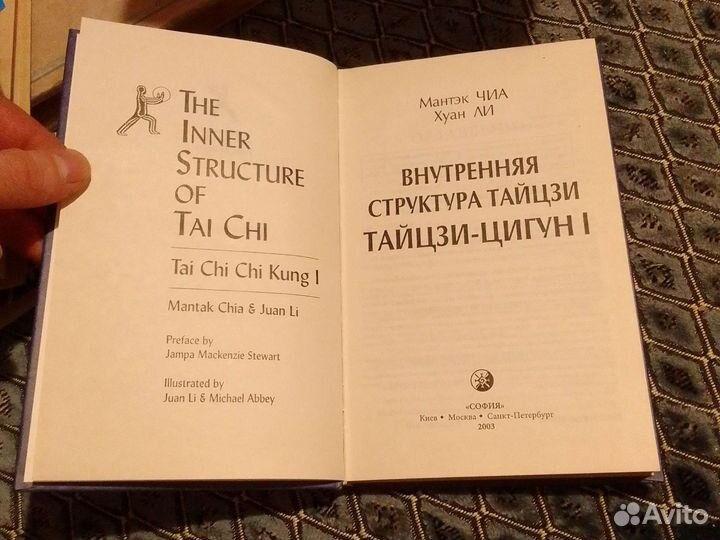 THE
INNER
STRUCTURE
OF
TAI CHI
Tai Chi Chi Kung I
Mantak Chia & Juan Li
Preface by
Jampa Mackenzie Stewart
Illustrated by
Juan Li & Michael Abbey
Мантэк ЧИА
Хуан ЛИ
ВНУТРЕННЯЯ
СТРУКТУРА ТАЙЦЗИ
ТАЙЦЗИ-ЦИГУН I
«СОФИЯ»
Киев • Москва • Санкт-Петербург
2003
Avito